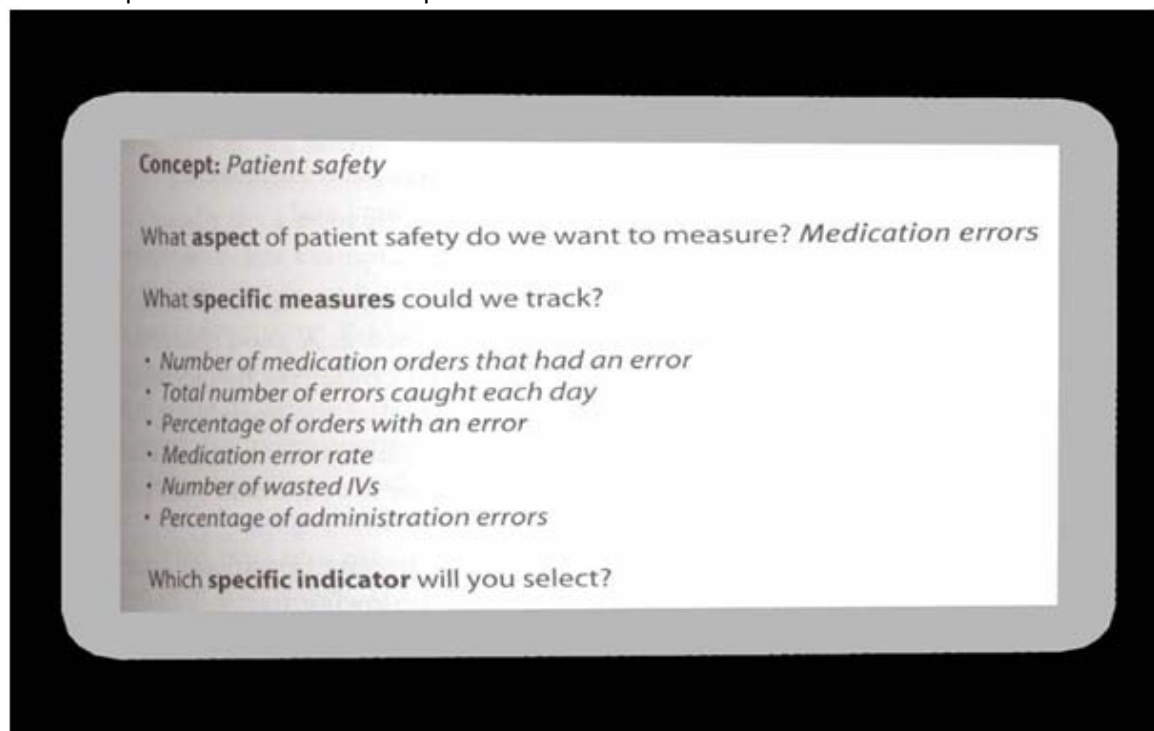 Concept: Patient safety
What aspect of patient safety do we want to measure? Medication errors
What specific measures could we track?
• Number of medication orders that had an error
• Total number of errors caught each day
• Percentage of orders with an error
• Medication error rate
• Number of wasted IVs
• Percentage of administration errors
Which specific indicator will you select?